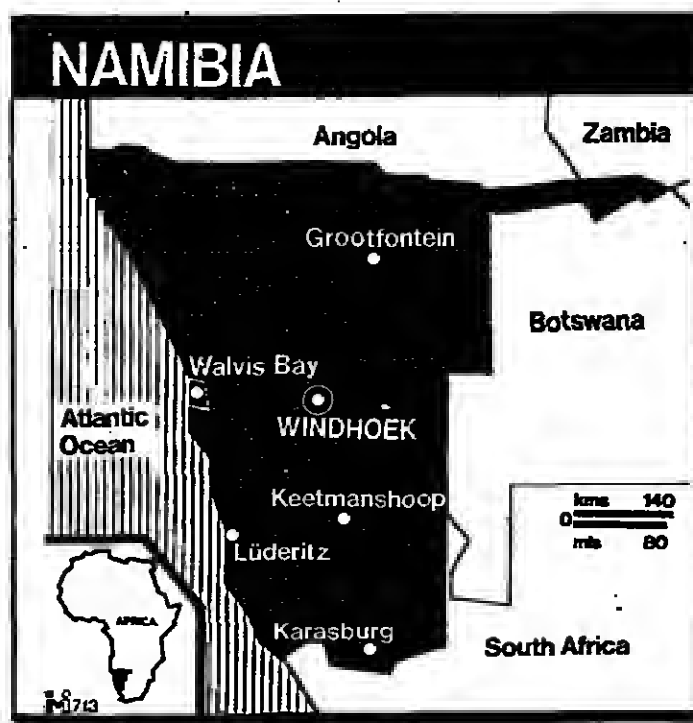 NAMIBIA
Angola
Zambia
Grootfontein
Botswana
Walvis Bay
Atlantic
Ocean
WINDHOEK
Keetmanshoop
kms 140
0
mls 80
Lüderitz
AFRICA
Karasburg
South Africa
713